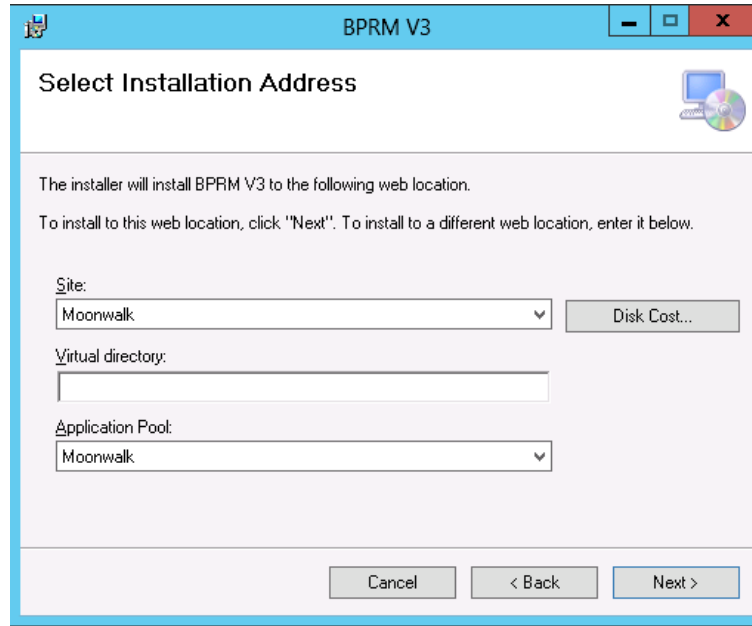 BPRM V3
Select Installation Address
The installer will install BPRM V3 to the following web location.
To install to this web location, click "Next". To install to a different web location, enter it below.
Site:
Moonwalk
Disk Cost...
Virtual directory:
Application Pool:
Moonwalk
Cancel
< Back
Next >